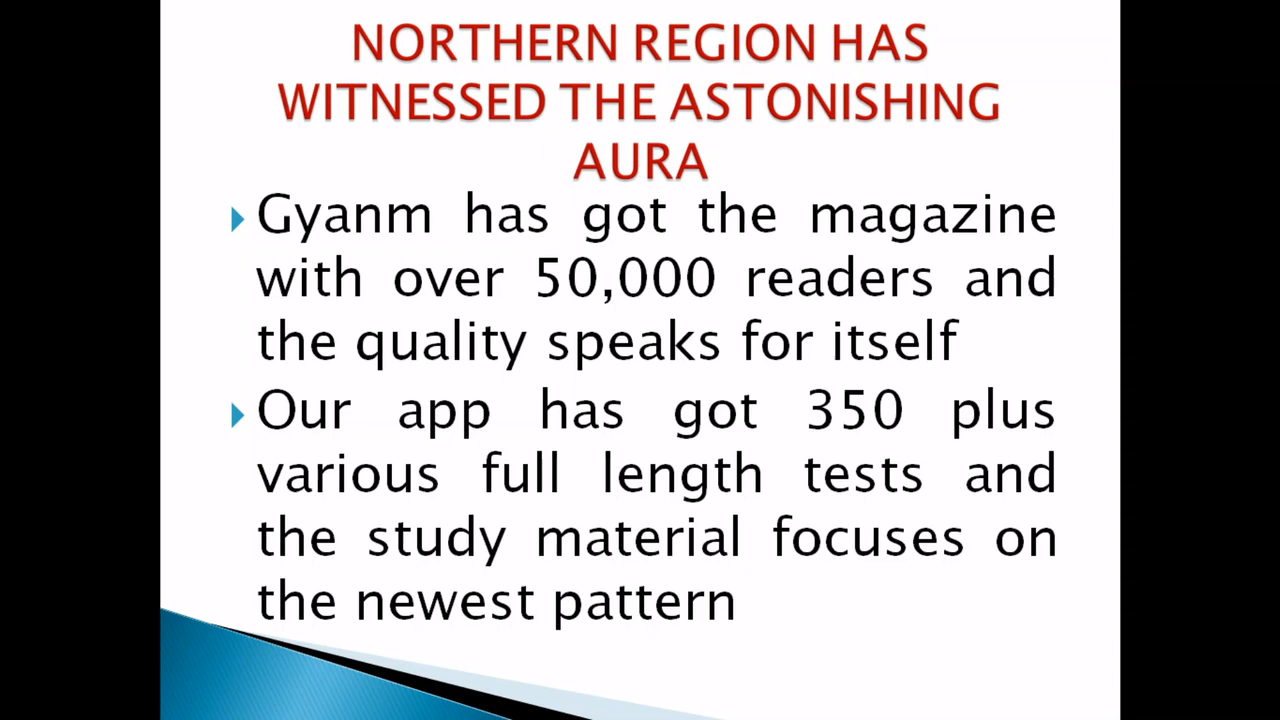 NORTHERN REGION HAS
WITNESSED THE ASTONISHING
AURA
Gyanm has got the magazine
with over 50,000 readers and
the quality speaks for itself
Our app has got 350 plus
various full length tests and
the study material focuses on
the newest pattern